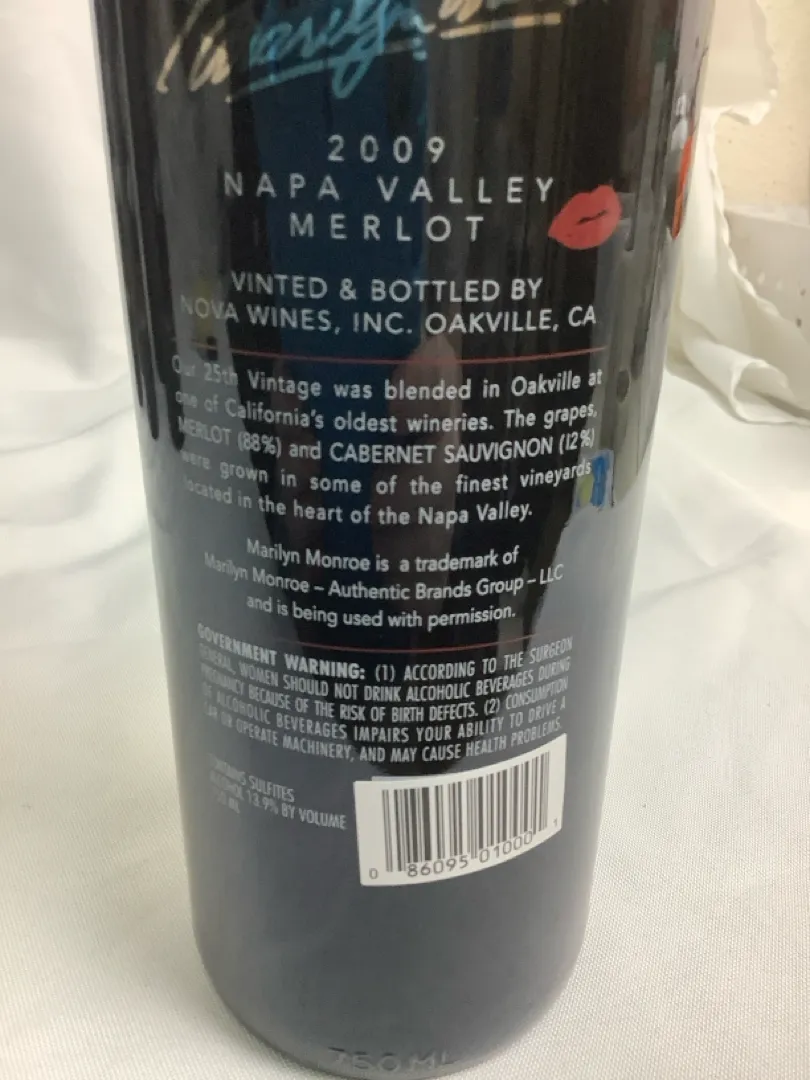 2009
NAPA VALLEY
MERLOT
VINTED & BOTTLED BY
NOVA WINES, INC. OAKVILLE, CA
Our 25th Vintage was blended in Oakville at
one of California's oldest wineries. The grapes,
MERLOT (88%) and CABERNET SAUVIGNON (12%)
were grown in some of the finest vineyards
located in the heart of the Napa Valley.
Marilyn Monroe is a trademark of
Marilyn Monroe – Authentic Brands Group – LLC
and is being used with permission.
GOVERNMENT WARNING: (1) ACCORDING TO THE SURGEON
GENERAL, WOMEN SHOULD NOT DRINK ALCOHOLIC BEVERAGES DURING
PREGNANCY BECAUSE OF THE RISK OF BIRTH DEFECTS. (2) CONSUMPTION
OF ALCOHOLIC BEVERAGES IMPAIRS YOUR ABILITY TO DRIVE A
CAR OR OPERATE MACHINERY, AND MAY CAUSE HEALTH PROBLEMS.
CONTAINS SULFITES
ALCOHOL 13.9% BY VOLUME
750 ML
0 86095 01000 1
750ML